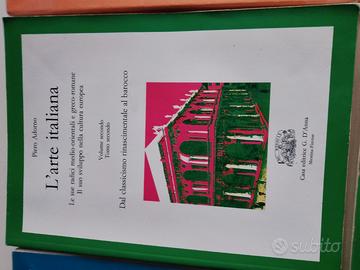 Piero Adorno
L'arte italiana
Le sue radici medio-orientali e greco-romane
Il suo sviluppo nella cultura europea
Volume secondo
Tomo secondo
Dal classicismo rinascimentale al barocco
Casa editrice G. D'Anna
Messina-Firenze
subito